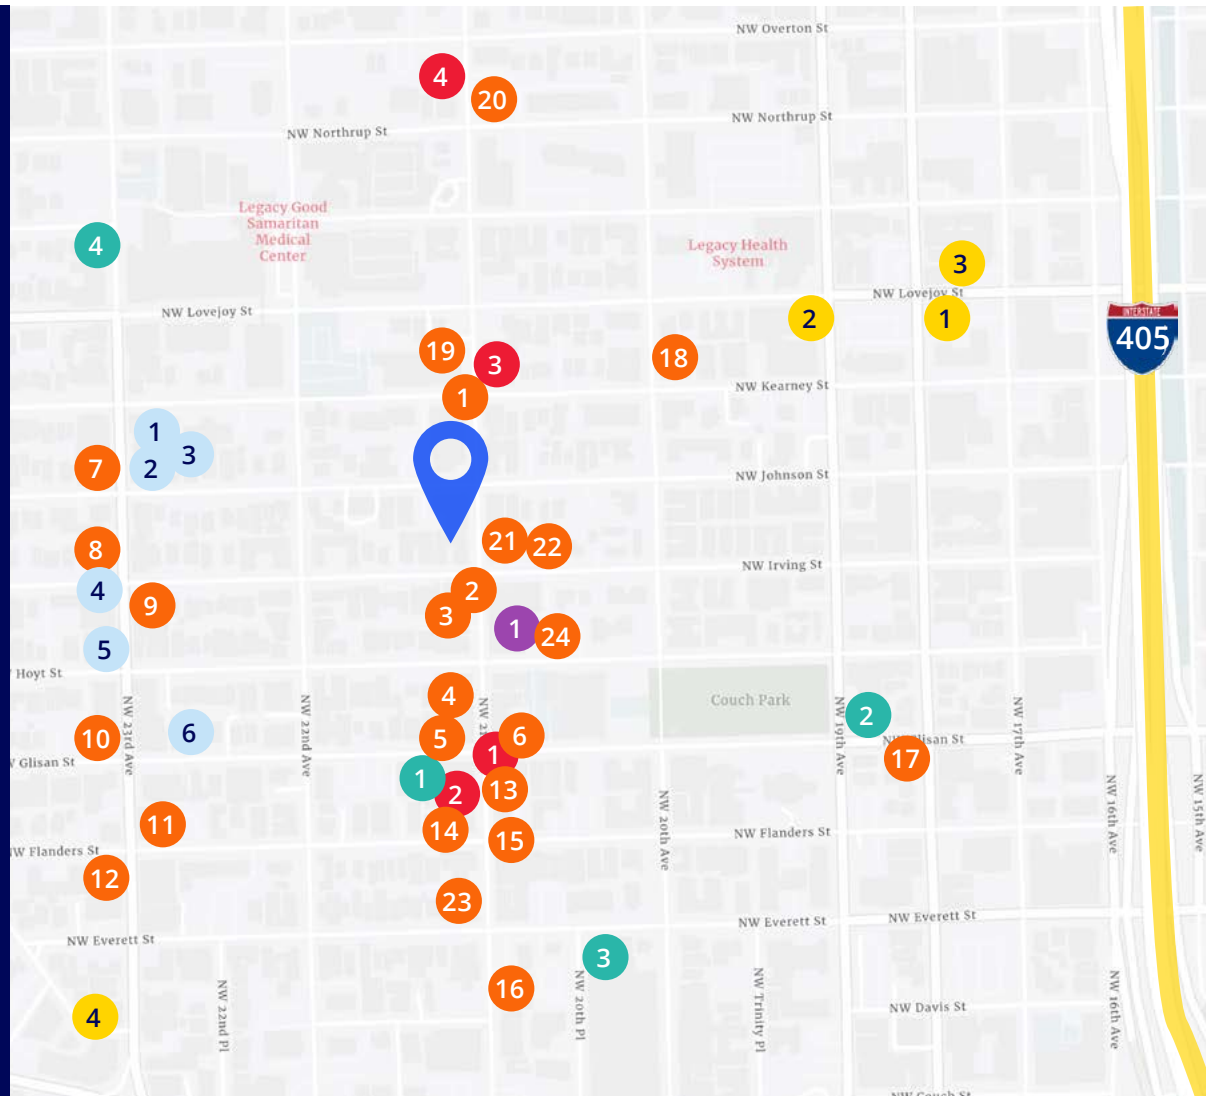 NW Overton St
4
20
NW Northrup St
NW Northrup St
Legacy Good
Samaritan
Medical
Center
4
Legacy Health
System
3
NW Lovejoy St
NW Lovejoy St
2
1
INTERSTATE
405
19
3
18
1
NW Kearney St
1
3
7
2
NW Johnson St
21
22
8
NW Irving St
4
9
2
3
1
24
5
Hoyt St
4
Couch Park
NW 23rd Ave
NW 22nd Ave
NW
NW 19th Ave
NW 17th Ave
2
10
6
5
6
1
Glisan St
17
1
2
13
NW 20th Ave
NW 16th Ave
NW 15th Ave
11
14
15
NW Flanders St
NW Flanders St
12
23
NW Everett St
NW Everett St
NW Everett St
3
16
NW 22nd Pl
NW 20th Pl
NW Trinity Pl
NW 16th Ave
4
NW Davis St
NW Couch St